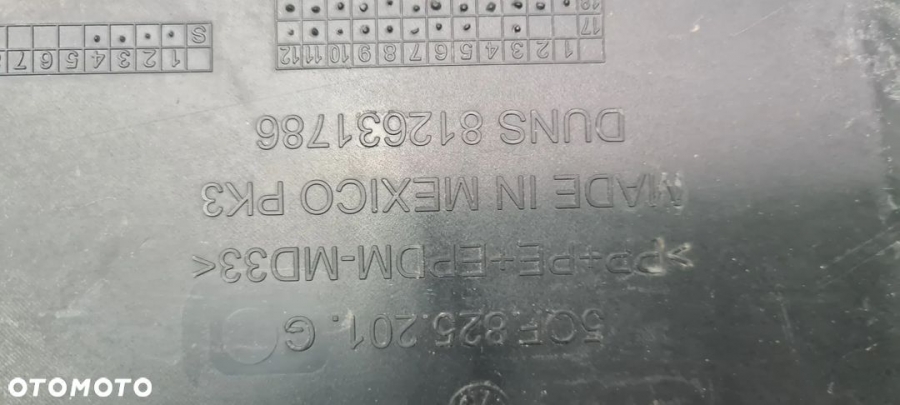 5QF.825.201. G
>PP+PE+EPDM-MD33<
MADE IN MEXICO PK3
DUNS 812631786
1 2 3 4 5 6 7 8 9 10 11 12
17
18
S 1 2 3 4 5 6 7
OTOMOTO